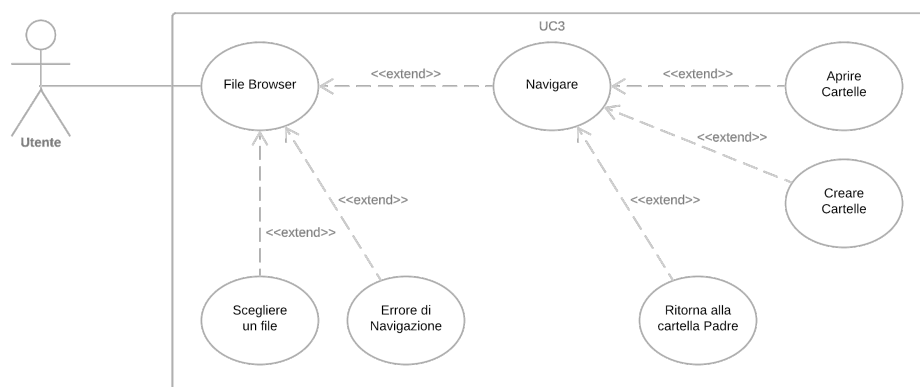 UC3
Utente
File Browser
<<extend>>
Navigare
<<extend>>
Aprire
Cartelle
<<extend>>
Creare
Cartelle
<<extend>>
<<extend>>
<<extend>>
Scegliere
un file
Errore di
Navigazione
Ritorna alla
cartella Padre